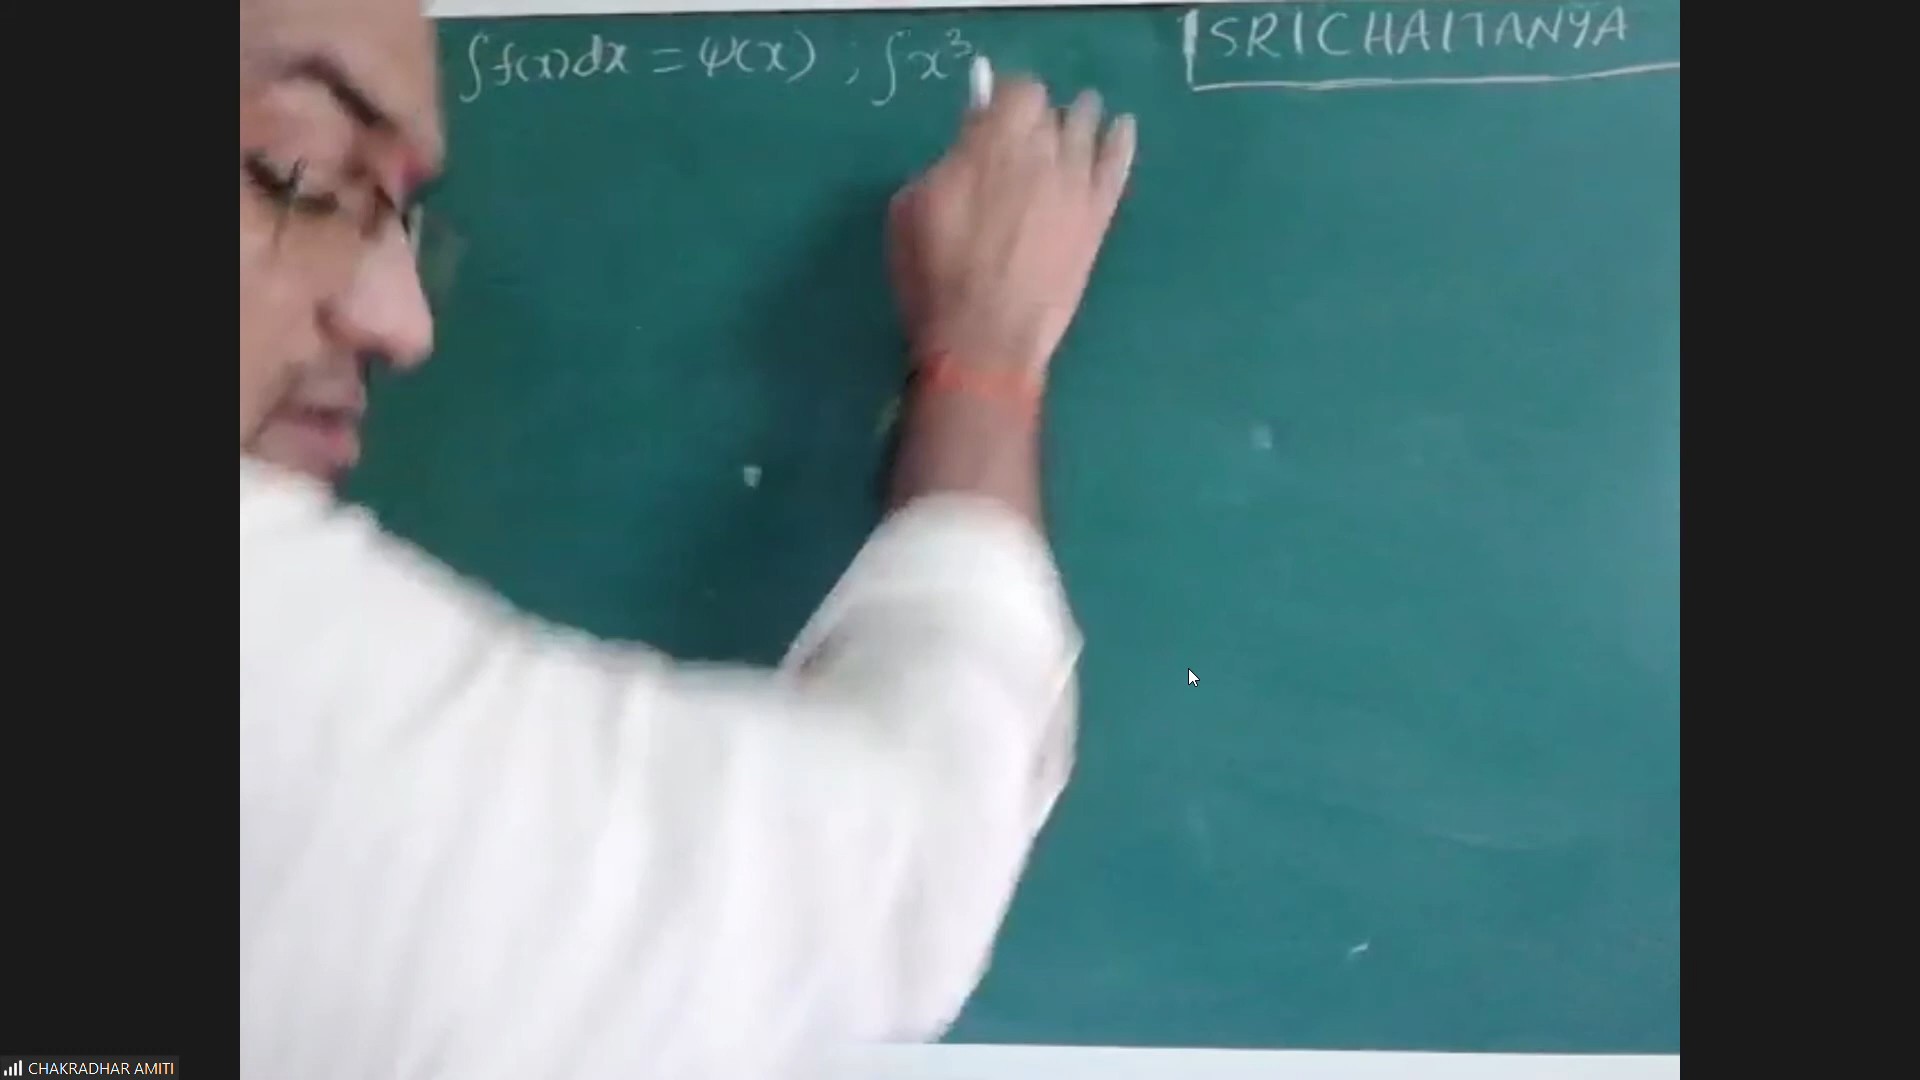 ∫f(x)dx = ψ(x) ; ∫x³
SRICHAITANYA
CHAKRADHAR AMITI